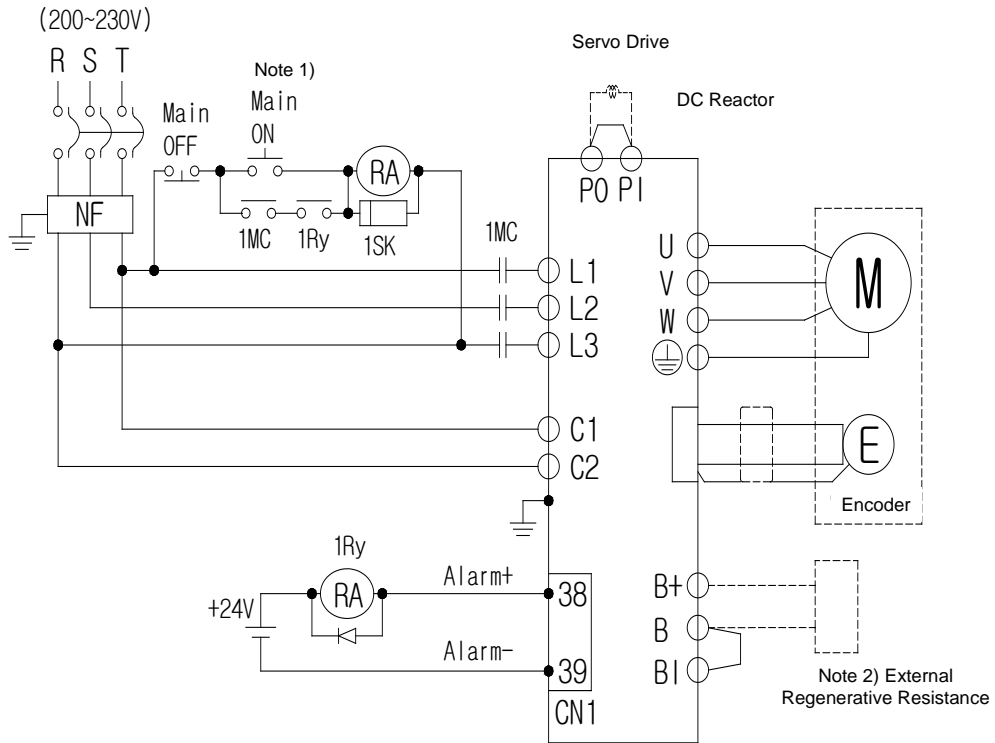 (200~230V)
R S T
Note 1)
Main
OFF
Main
ON
RA
1MC
1Ry
1SK
NF
1MC
Servo Drive
DC Reactor
PO PI
L1
L2
L3
C1
C2
U
V
W
M
E
Encoder
1Ry
RA
+24V
Alarm+
Alarm-
38
39
CN1
B+
B
BI
Note 2) External
Regenerative Resistance